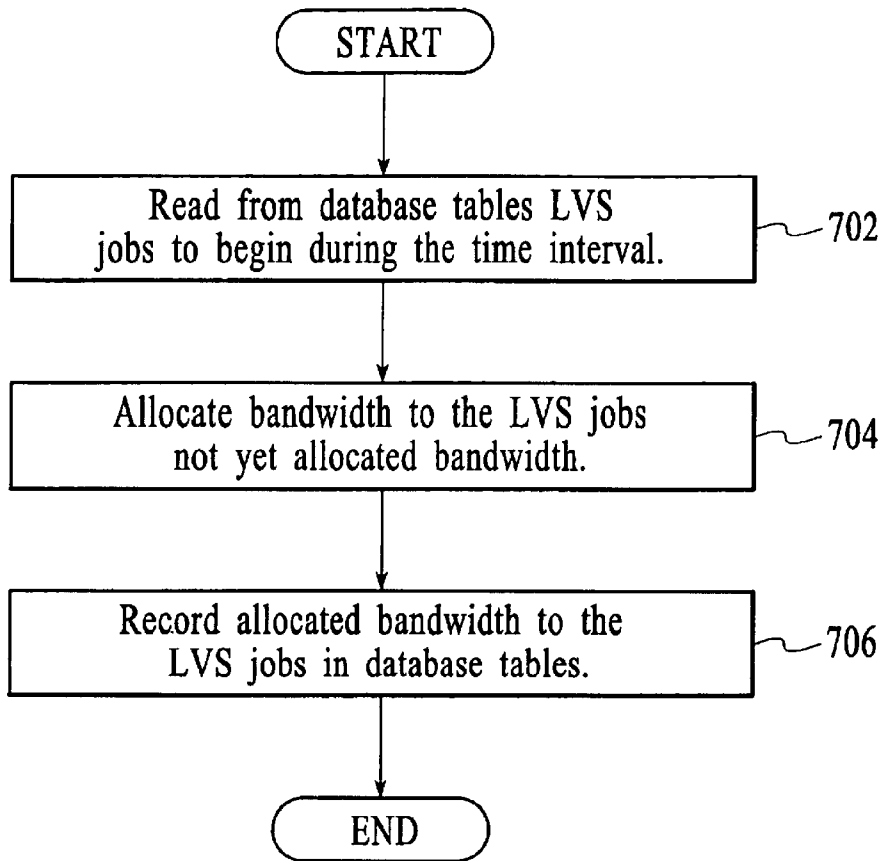 START
Read from database tables LVS
jobs to begin during the time interval.
702
Allocate bandwidth to the LVS jobs
not yet allocated bandwidth.
704
Record allocated bandwidth to the
LVS jobs in database tables.
706
END